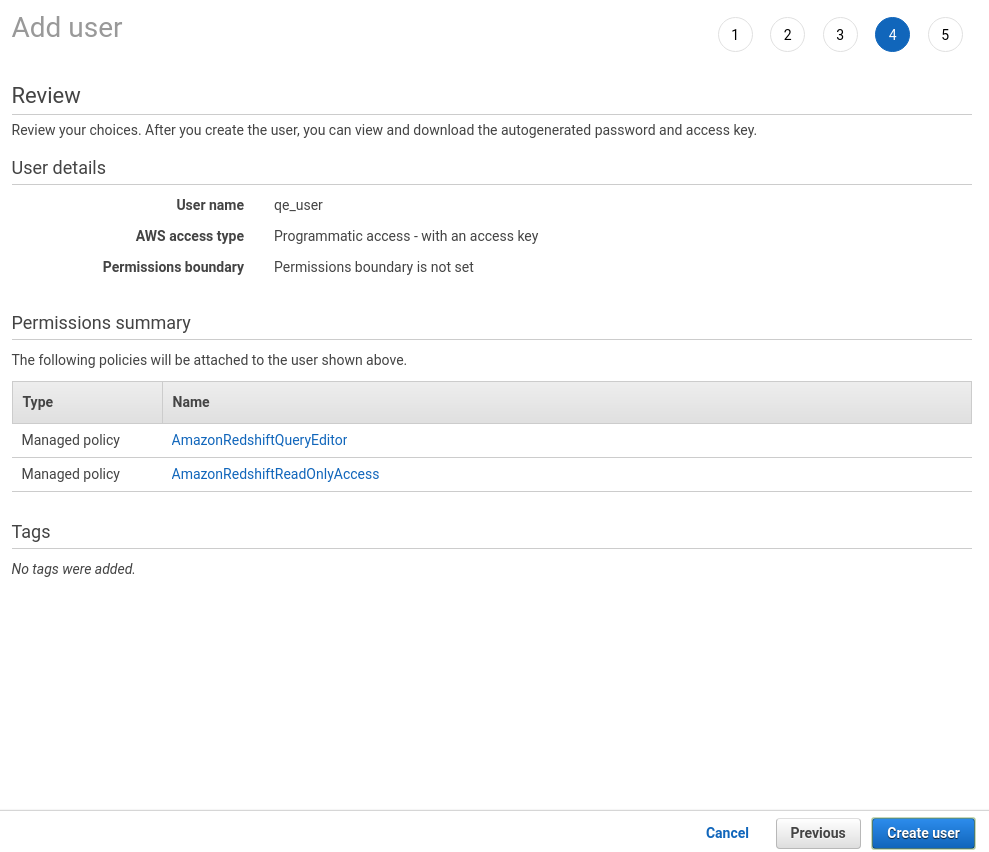 Add user
1 2 3 4 5
Review
Review your choices. After you create the user, you can view and download the autogenerated password and access key.
User details
User name qe_user
AWS access type Programmatic access - with an access key
Permissions boundary Permissions boundary is not set
Permissions summary
The following policies will be attached to the user shown above.
Type Name
Managed policy AmazonRedshiftQueryEditor
Managed policy AmazonRedshiftReadOnlyAccess
Tags
No tags were added.
Cancel Previous Create user